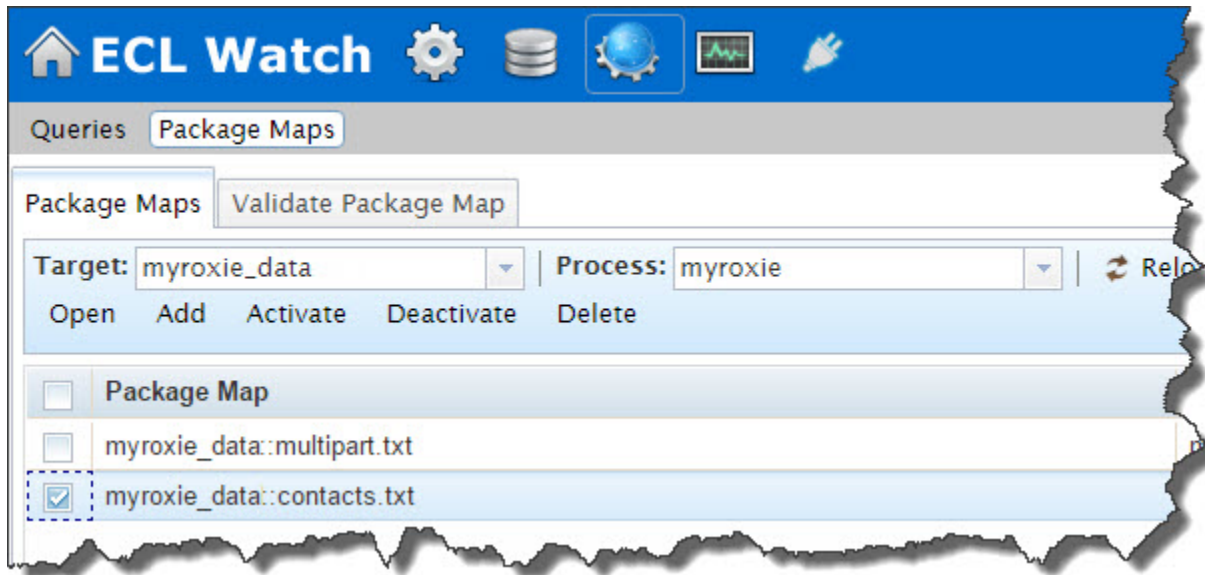 ECL Watch
Queries Package Maps
Package Maps Validate Package Map
Target: myroxie_data Process: myroxie
Open Add Activate Deactivate Delete
Package Map
myroxie_data::multipart.txt
myroxie_data::contacts.txt